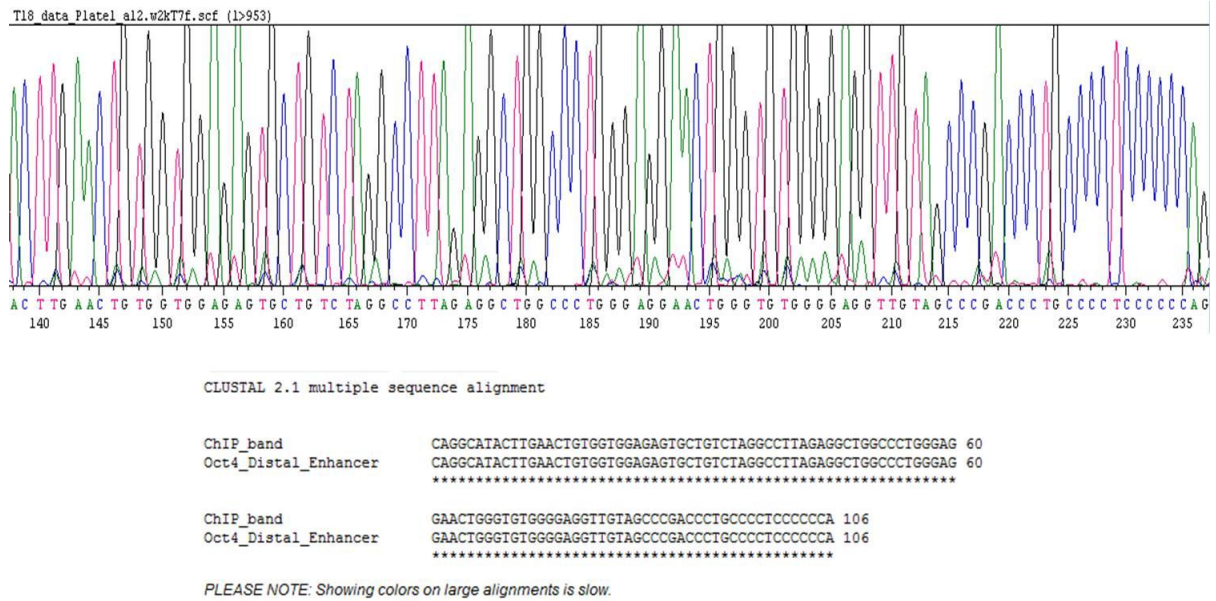 T18_data_Plate1_a12.w2kT7f.scf (1>953)
ACTTGAACTGTGGTGGAGAGTGCTGTCTAGGCCTTAGAGGCTGGCCCTGGGAGGAACTGGGTGTGGGGAGGTTGTAGCCCGACCCTGCCCCTCCCCCCAG
140 145 150 155 160 165 170 175 180 185 190 195 200 205 210 215 220 225 230 235
CLUSTAL 2.1 multiple sequence alignment
ChIP_band CAGGCATACTTGAACTGTGGTGGAGAGTGCTGTCTAGGCCTTAGAGGCTGGCCCTGGGAG 60
Oct4_Distal_Enhancer CAGGCATACTTGAACTGTGGTGGAGAGTGCTGTCTAGGCCTTAGAGGCTGGCCCTGGGAG 60
************************************************************
ChIP_band GAACTGGGTGTGGGGAGGTTGTAGCCCGACCCTGCCCCTCCCCCCA 106
Oct4_Distal_Enhancer GAACTGGGTGTGGGGAGGTTGTAGCCCGACCCTGCCCCTCCCCCCA 106
**********************************************
PLEASE NOTE: Showing colors on large alignments is slow.